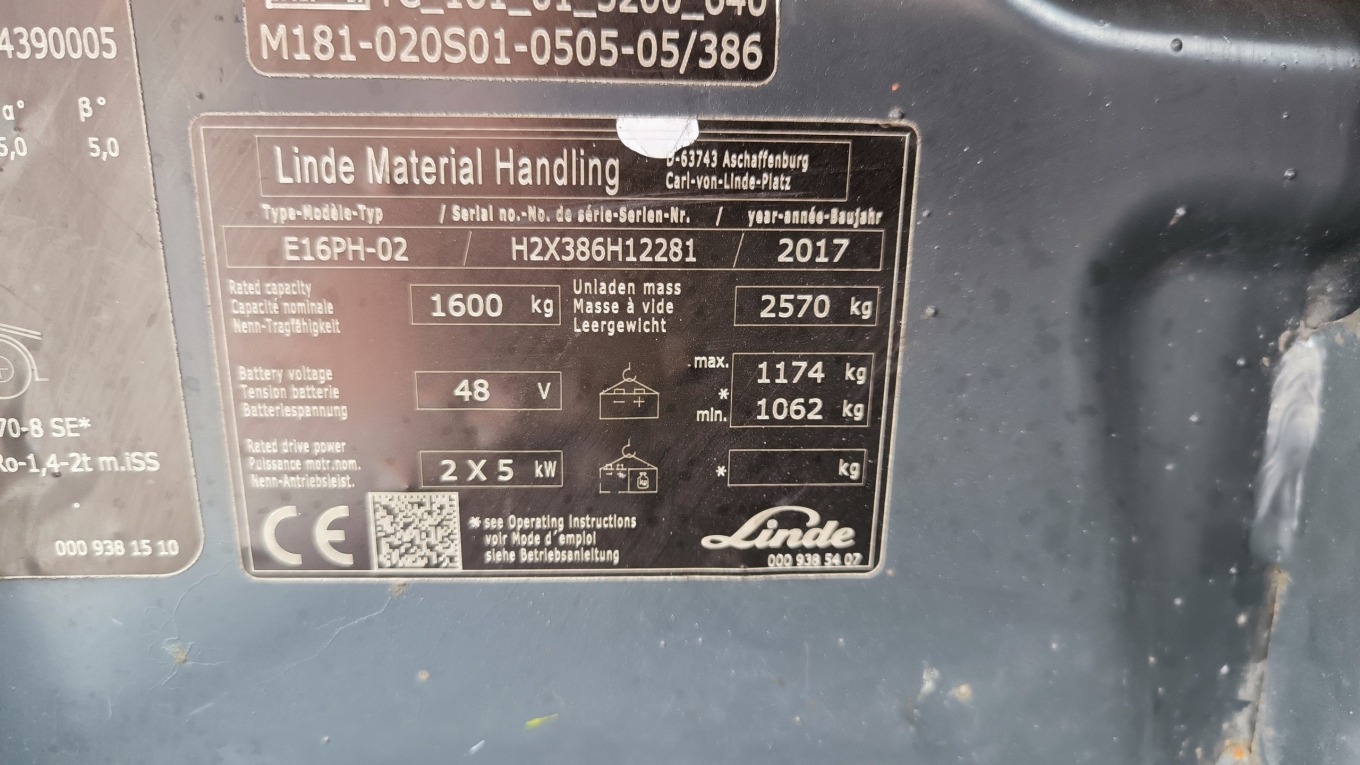 4390005
α° β°
5,0 5,0
70-8 SE*
Ro-1,4-2t m.iSS
000 938 15 10
M181-020S01-0505-05/386
Linde Material Handling
D-63743 Aschaffenburg
Carl-von-Linde-Platz
Type-Modèle-Typ / Serial no.-No. de série-Serien-Nr. / year-année-Baujahr
E16PH-02 / H2X386H12281 / 2017
Rated capacity
Capacité nominale
Nenn-Tragfähigkeit
1600 kg
Unladen mass
Masse à vide
Leergewicht
2570 kg
Battery voltage
Tension batterie
Batteriespannung
48 V
- +
max. 1174 kg
*
min. 1062 kg
Rated drive power
Puissance motr.nom.
Nenn-Antriebsleist.
2 X 5 kW
- +
kg
* kg
CE
* see Operating Instructions
voir Mode d'emploi
siehe Betriebsanleitung
Linde
000 938 54 07